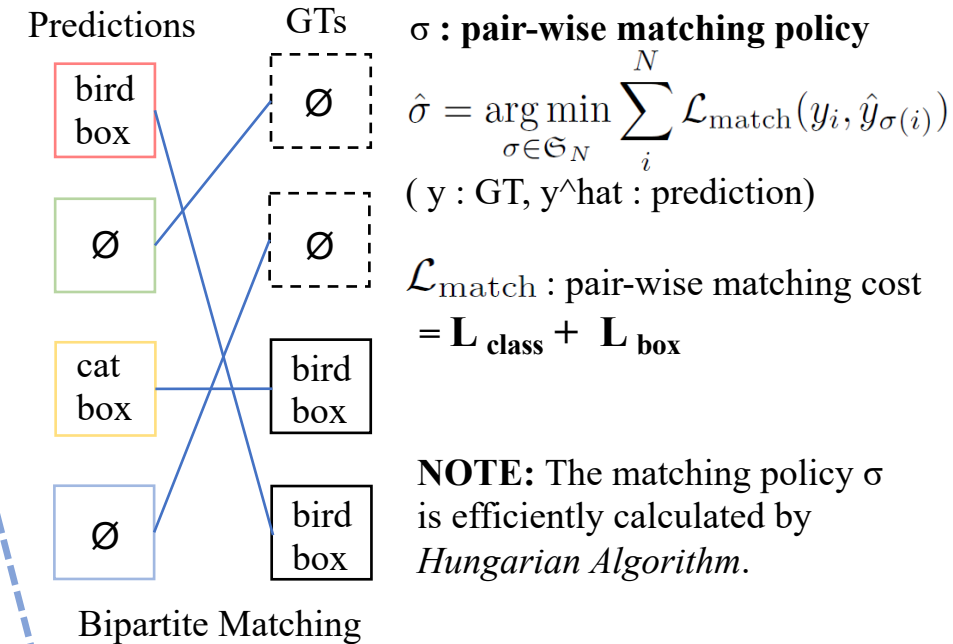 Predictions
GTs
bird
box
Ø
cat
box
Ø
Ø
Ø
bird
box
bird
box
Bipartite Matching
σ : pair-wise matching policy
σ̂ = arg min_{σ∈𝔖_N} ∑_i^N ℒ_match(y_i, ŷ_σ(i))
( y : GT, y^hat : prediction)
ℒ_match : pair-wise matching cost
= L class + L box
NOTE: The matching policy σ
is efficiently calculated by
Hungarian Algorithm.